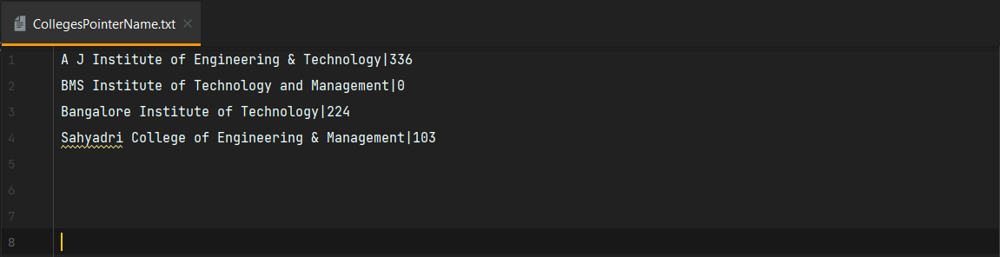 CollegesPointerName.txt
1 A J Institute of Engineering & Technology|336
2 BMS Institute of Technology and Management|0
3 Bangalore Institute of Technology|224
4 Sahyadri College of Engineering & Management|103
5
6
7
8